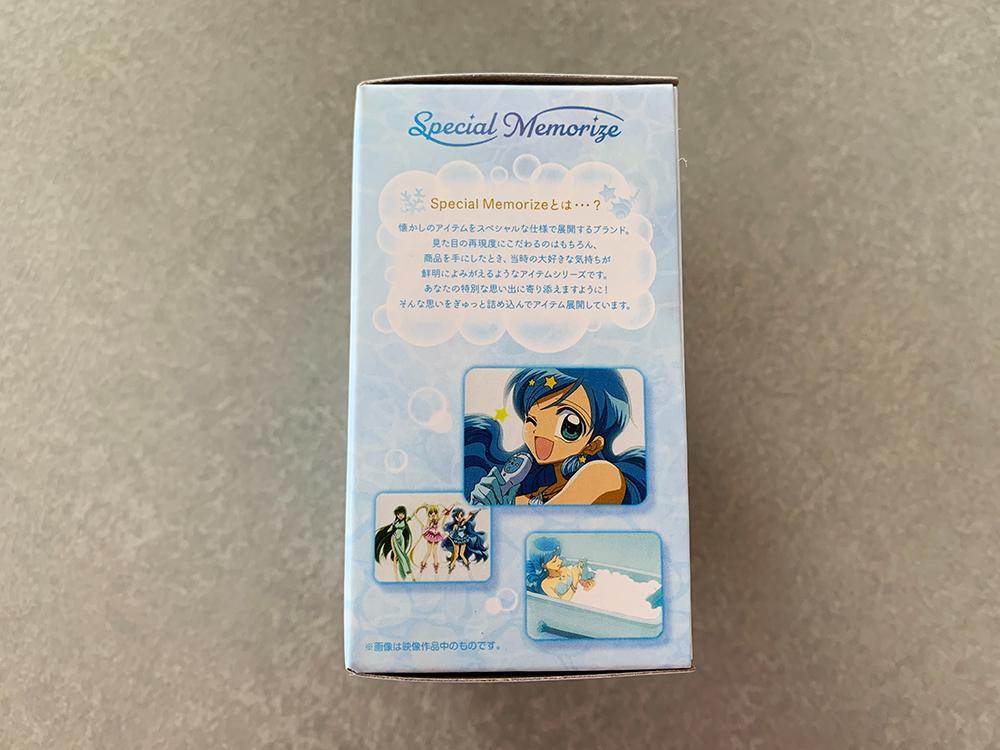 Special Memorize
Special Memorizeとは・・・？
懐かしのアイテムをスペシャルな仕様で展開するブランド。
見た目の再現度にこだわるのはもちろん、
商品を手にしたとき、当時の大好きな気持ちが
鮮明によみがえるようなアイテムシリーズです。
あなたの特別な思い出に寄り添えますように！
そんな思いをぎゅっと詰め込んでアイテム展開しています。
※画像は映像作品中のものです。